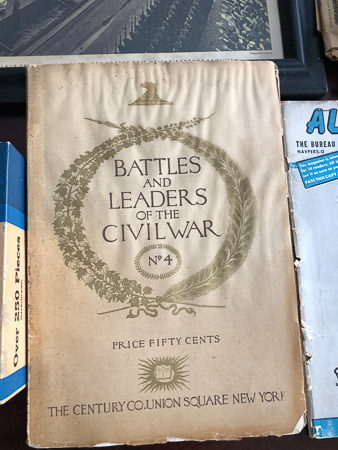 BATTLES
AND
LEADERS
OF THE
CIVIL WAR
Nº 4
PRICE FIFTY CENTS
THE CENTURY CO. UNION SQUARE NEW YORK
Over 250 Pieces
AL
THE BUREAU
NAVPERS-O